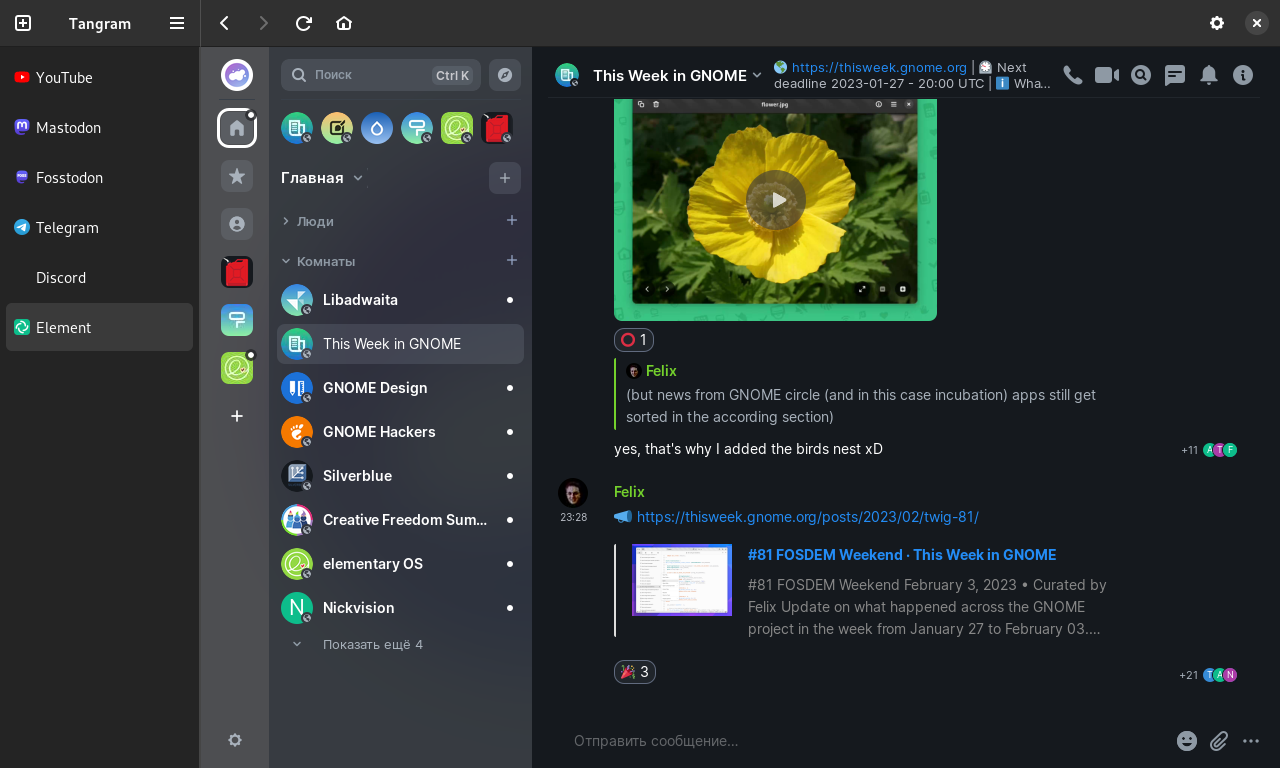 Tangram
YouTube
Mastodon
Fosstodon
Telegram
Discord
Element
Поиск
Ctrl K
Главная
Люди
Комнаты
Libadwaita
This Week in GNOME
GNOME Design
GNOME Hackers
Silverblue
Creative Freedom Sum...
elementary OS
Nickvision
Показать ещё 4
This Week in GNOME
https://thisweek.gnome.org | Next
deadline 2023-01-27 - 20:00 UTC | Wha...
flower.jpg
1
Felix
(but news from GNOME circle (and in this case incubation) apps still get
sorted in the according section)
yes, that's why I added the birds nest xD
+11
A T F
Felix
23:28
https://thisweek.gnome.org/posts/2023/02/twig-81/
#81 FOSDEM Weekend · This Week in GNOME
#81 FOSDEM Weekend Febuary 3, 2023 • Curated by
Felix Update on what happened across the GNOME
project in the week from January 27 to February 03....
3
+21
T A N
Отправить сообщение...